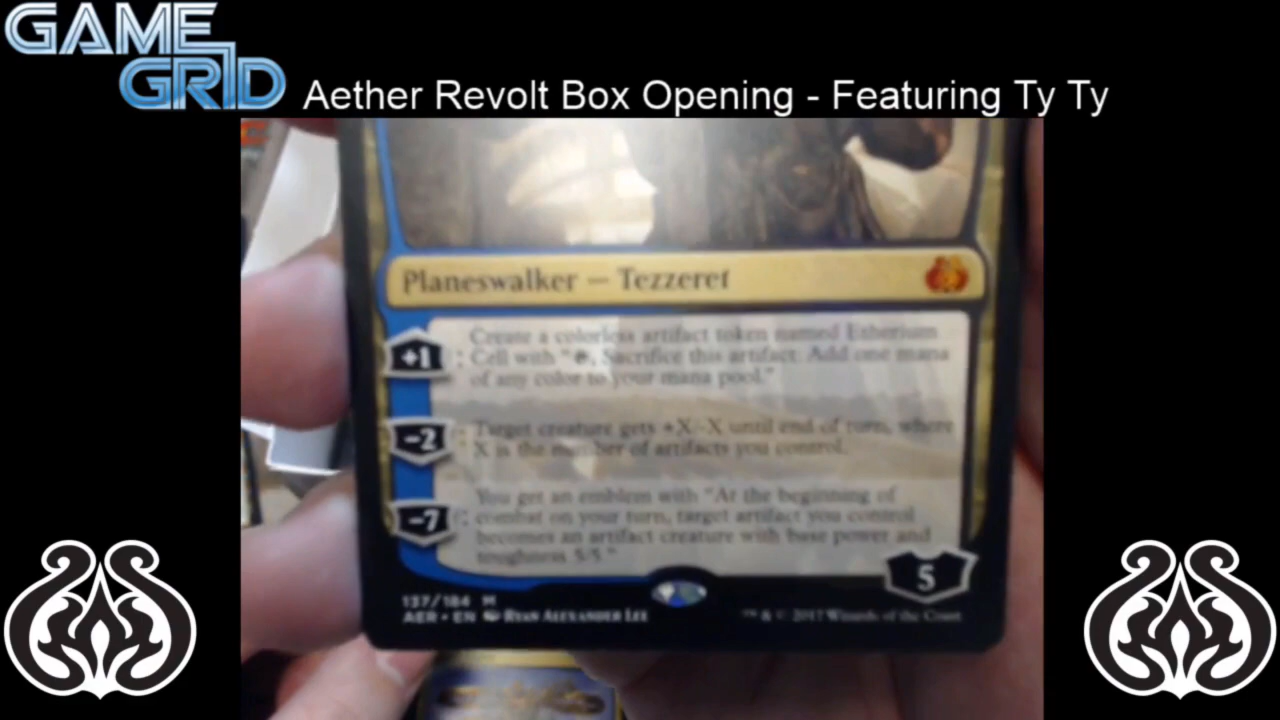 GAME
GRID
Aether Revolt Box Opening - Featuring Ty Ty
Planeswalker — Tezzeret
+1
: Create a colorless artifact token named Etherium
Cell with ", Sacrifice this artifact: Add one mana
of any color to your mana pool."
-2
: Target creature gets +X/-X until end of turn, where
X is the number of artifacts you control.
-7
: You get an emblem with "At the beginning of
combat on your turn, target artifact you control
becomes an artifact creature with base power and
toughness 5/5."
5
137/184 M
AER • EN Ryan Alexander Lee
™ & © 2017 Wizards of the Coast